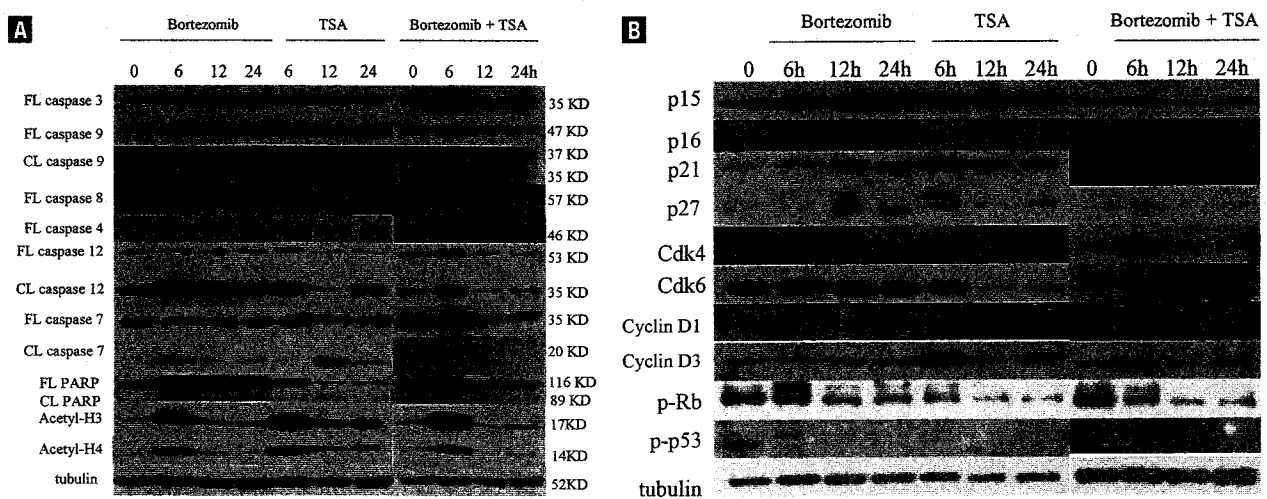 A
Bortezomib TSA Bortezomib + TSA
0 6 12 24 6 12 24 0 6 12 24h
FL caspase 3 35 KD
FL caspase 9 47 KD
CL caspase 9 37 KD
35 KD
FL caspase 8 57 KD
FL caspase 4 46 KD
FL caspase 12 53 KD
CL caspase 12 35 KD
FL caspase 7 35 KD
CL caspase 7 20 KD
FL PARP 116 KD
CL PARP 89 KD
Acetyl-H3 17KD
Acetyl-H4 14KD
tubulin 52KD
B
Bortezomib TSA Bortezomib + TSA
0 6h 12h 24h 6h 12h 24h 0 6h 12h 24h
p15
p16
p21
p27
Cdk4
Cdk6
Cyclin D1
Cyclin D3
p-Rb
p-p53
tubulin